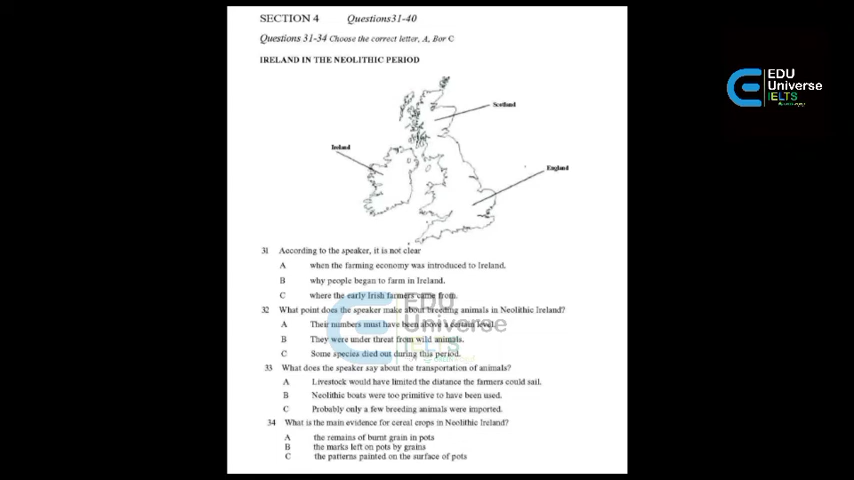 SECTION 4 Questions31-40
Questions 31-34 Choose the correct letter, A, Bor C
IRELAND IN THE NEOLITHIC PERIOD
Scotland
Ireland
England
31 According to the speaker, it is not clear
A when the farming economy was introduced to Ireland.
B why people began to farm in Ireland.
C where the early Irish farmers came from.
32 What point does the speaker make about breeding animals in Neolithic Ireland?
A Their numbers must have been above a certain level.
B They were under threat from wild animals.
C Some species died out during this period.
33 What does the speaker say about the transportation of animals?
A Livestock would have limited the distance the farmers could sail.
B Neolithic boats were too primitive to have been used.
C Probably only a few breeding animals were imported.
34 What is the main evidence for cereal crops in Neolithic Ireland?
A the remains of burnt grain in pots
B the marks left on pots by grains
C the patterns painted on the surface of pots
EDU
Universe
IELTS
EDU
Universe
IELTS